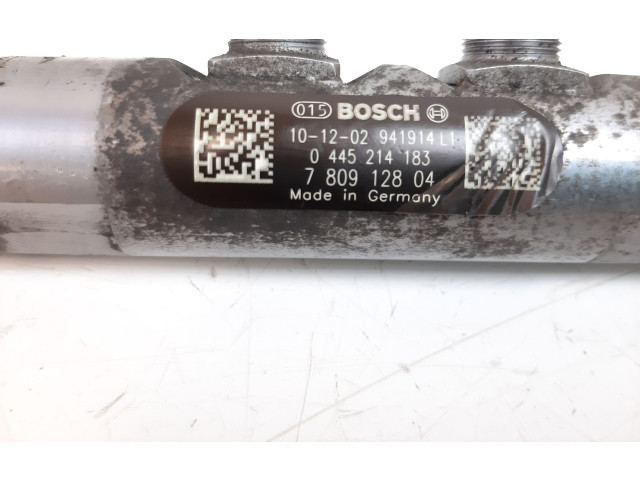 015 BOSCH
10-12-02 941914 L1
0 445 214 183
7 809 128 04
Made in Germany